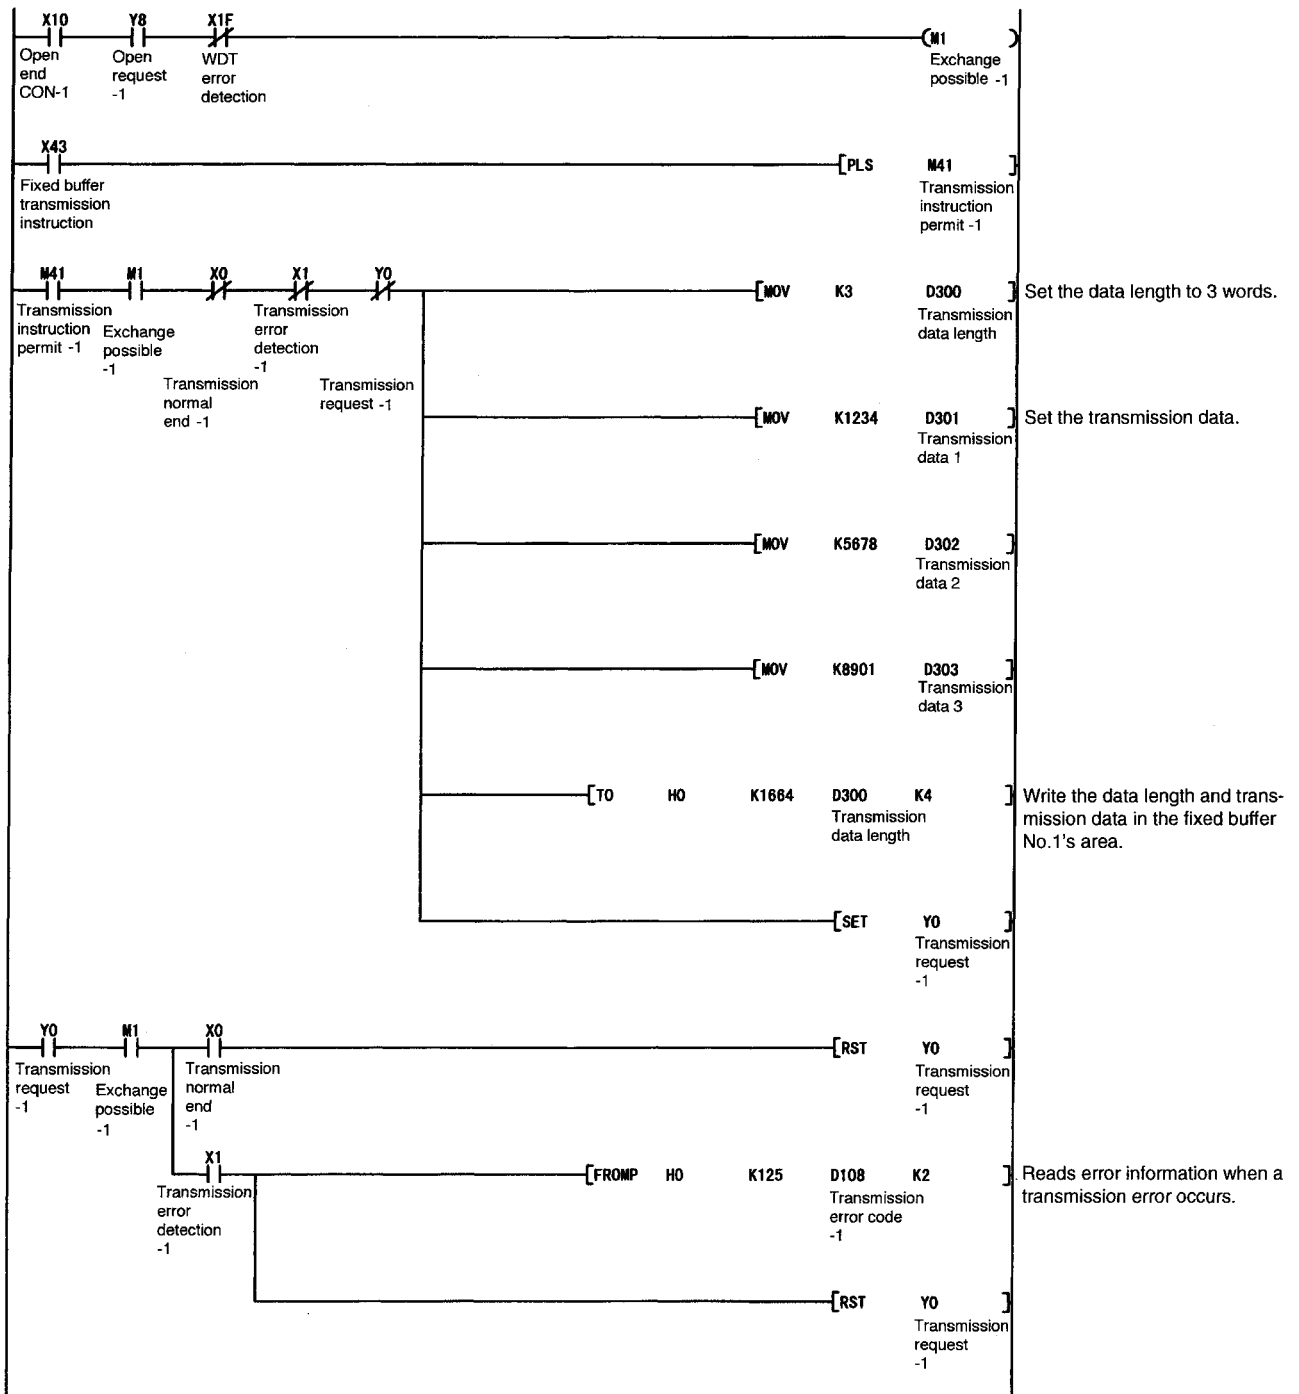 X10 Y8 X1F
M1
Open end CON-1
Open request -1
WDT error detection
Exchange possible -1
X43
PLS M41
Fixed buffer transmission instruction
Transmission instruction permit -1
M41 M1 X0 X1 Y0
MOV K3 D300
Set the data length to 3 words.
Transmission instruction permit -1
Exchange possible -1
Transmission normal end -1
Transmission error detection -1
Transmission request -1
Transmission data length
MOV K1234 D301
Set the transmission data.
Transmission data 1
MOV K5678 D302
Transmission data 2
MOV K8901 D303
Transmission data 3
TO H0 K1664 D300 K4
Transmission data length
Write the data length and trans-
mission data in the fixed buffer
No.1's area.
SET Y0
Transmission request -1
Y0 M1 X0
RST Y0
Transmission request -1
Exchange possible -1
Transmission normal end -1
Transmission request -1
X1
FROMP H0 K125 D108 K2
Reads error information when a
transmission error occurs.
Transmission error detection -1
Transmission error code -1
RST Y0
Transmission request -1